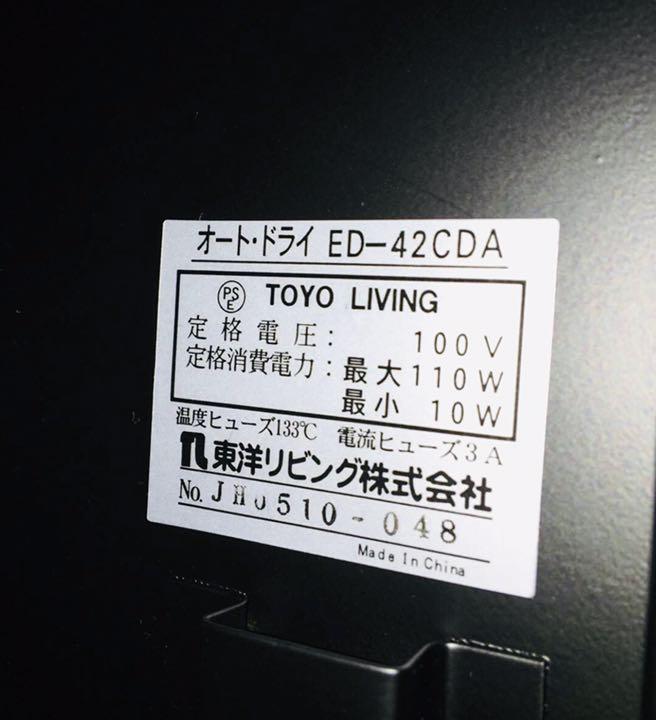 オート・ドライ ED-42CDA
PSE TOYO LIVING
定格電圧: 100V
定格消費電力:最大110W
最小 10W
温度ヒューズ133℃ 電流ヒューズ3A
東洋リビング株式会社
No. JH0510-048
Made In China